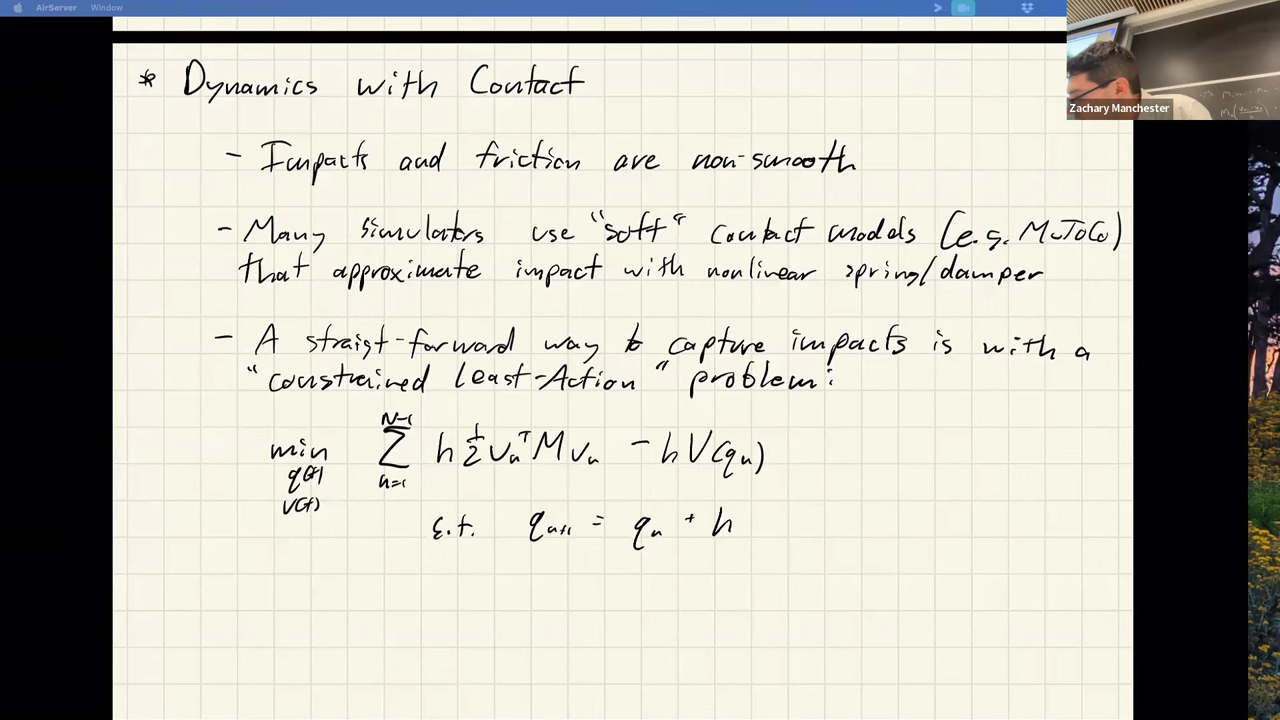 AirServer Window
Zachary Manchester
* Dynamics with Contact
- Impacts and friction are non-smooth
- Many simulators use "soft" contact models (e.g. MuJoCo)
that approximate impact with nonlinear spring/damper
- A straigt-forward way to capture impacts is with a
"constrained Least-Action" problem:
min q(t) v(t) ∑ n=1 N-1 h ½ vₙᵀ M vₙ - h V(qₙ)
s.t. qₙ₊₁ = qₙ + h